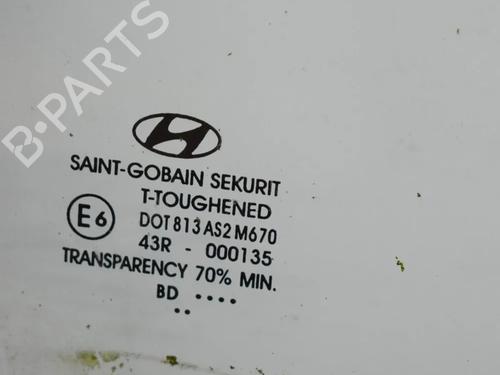 B-PARTS
SAINT-GOBAIN SEKURIT
T-TOUGHENED
E6 DOT 813 AS2 M670
43R - 000135
TRANSPARENCY 70% MIN.
BD ....
..